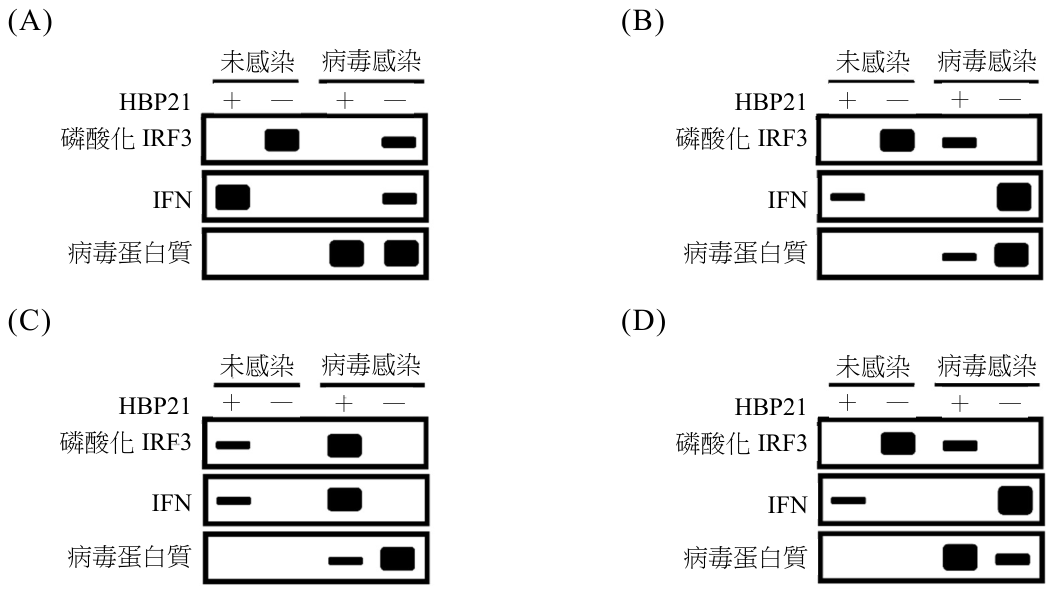 (A)
未感染 病毒感染
HBP21 + — + —
磷酸化 IRF3
IFN
病毒蛋白質
(B)
未感染 病毒感染
HBP21 + — + —
磷酸化 IRF3
IFN
病毒蛋白質
(C)
未感染 病毒感染
HBP21 + — + —
磷酸化 IRF3
IFN
病毒蛋白質
(D)
未感染 病毒感染
HBP21 + — + —
磷酸化 IRF3
IFN
病毒蛋白質